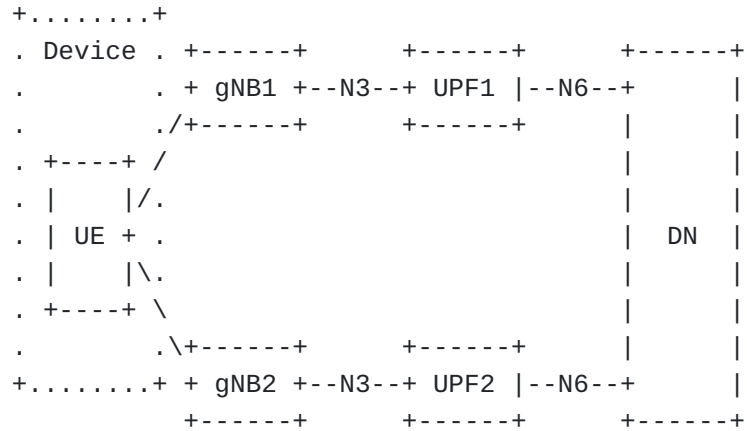 +........+
. Device . +------+      +------+      +------+
.        . + gNB1 +--N3--+ UPF1 |--N6--+      |
.        ./+------+      +------+      |      |
. +----+ /                             |      |
. |    |/.                             |      |
. | UE + .                             |  DN  |
. |    |\.                             |      |
. +----+ \                             |      |
.        .\+------+      +------+      |      |
+........+ + gNB2 +--N3--+ UPF2 |--N6--+      |
           +------+      +------+      +------+